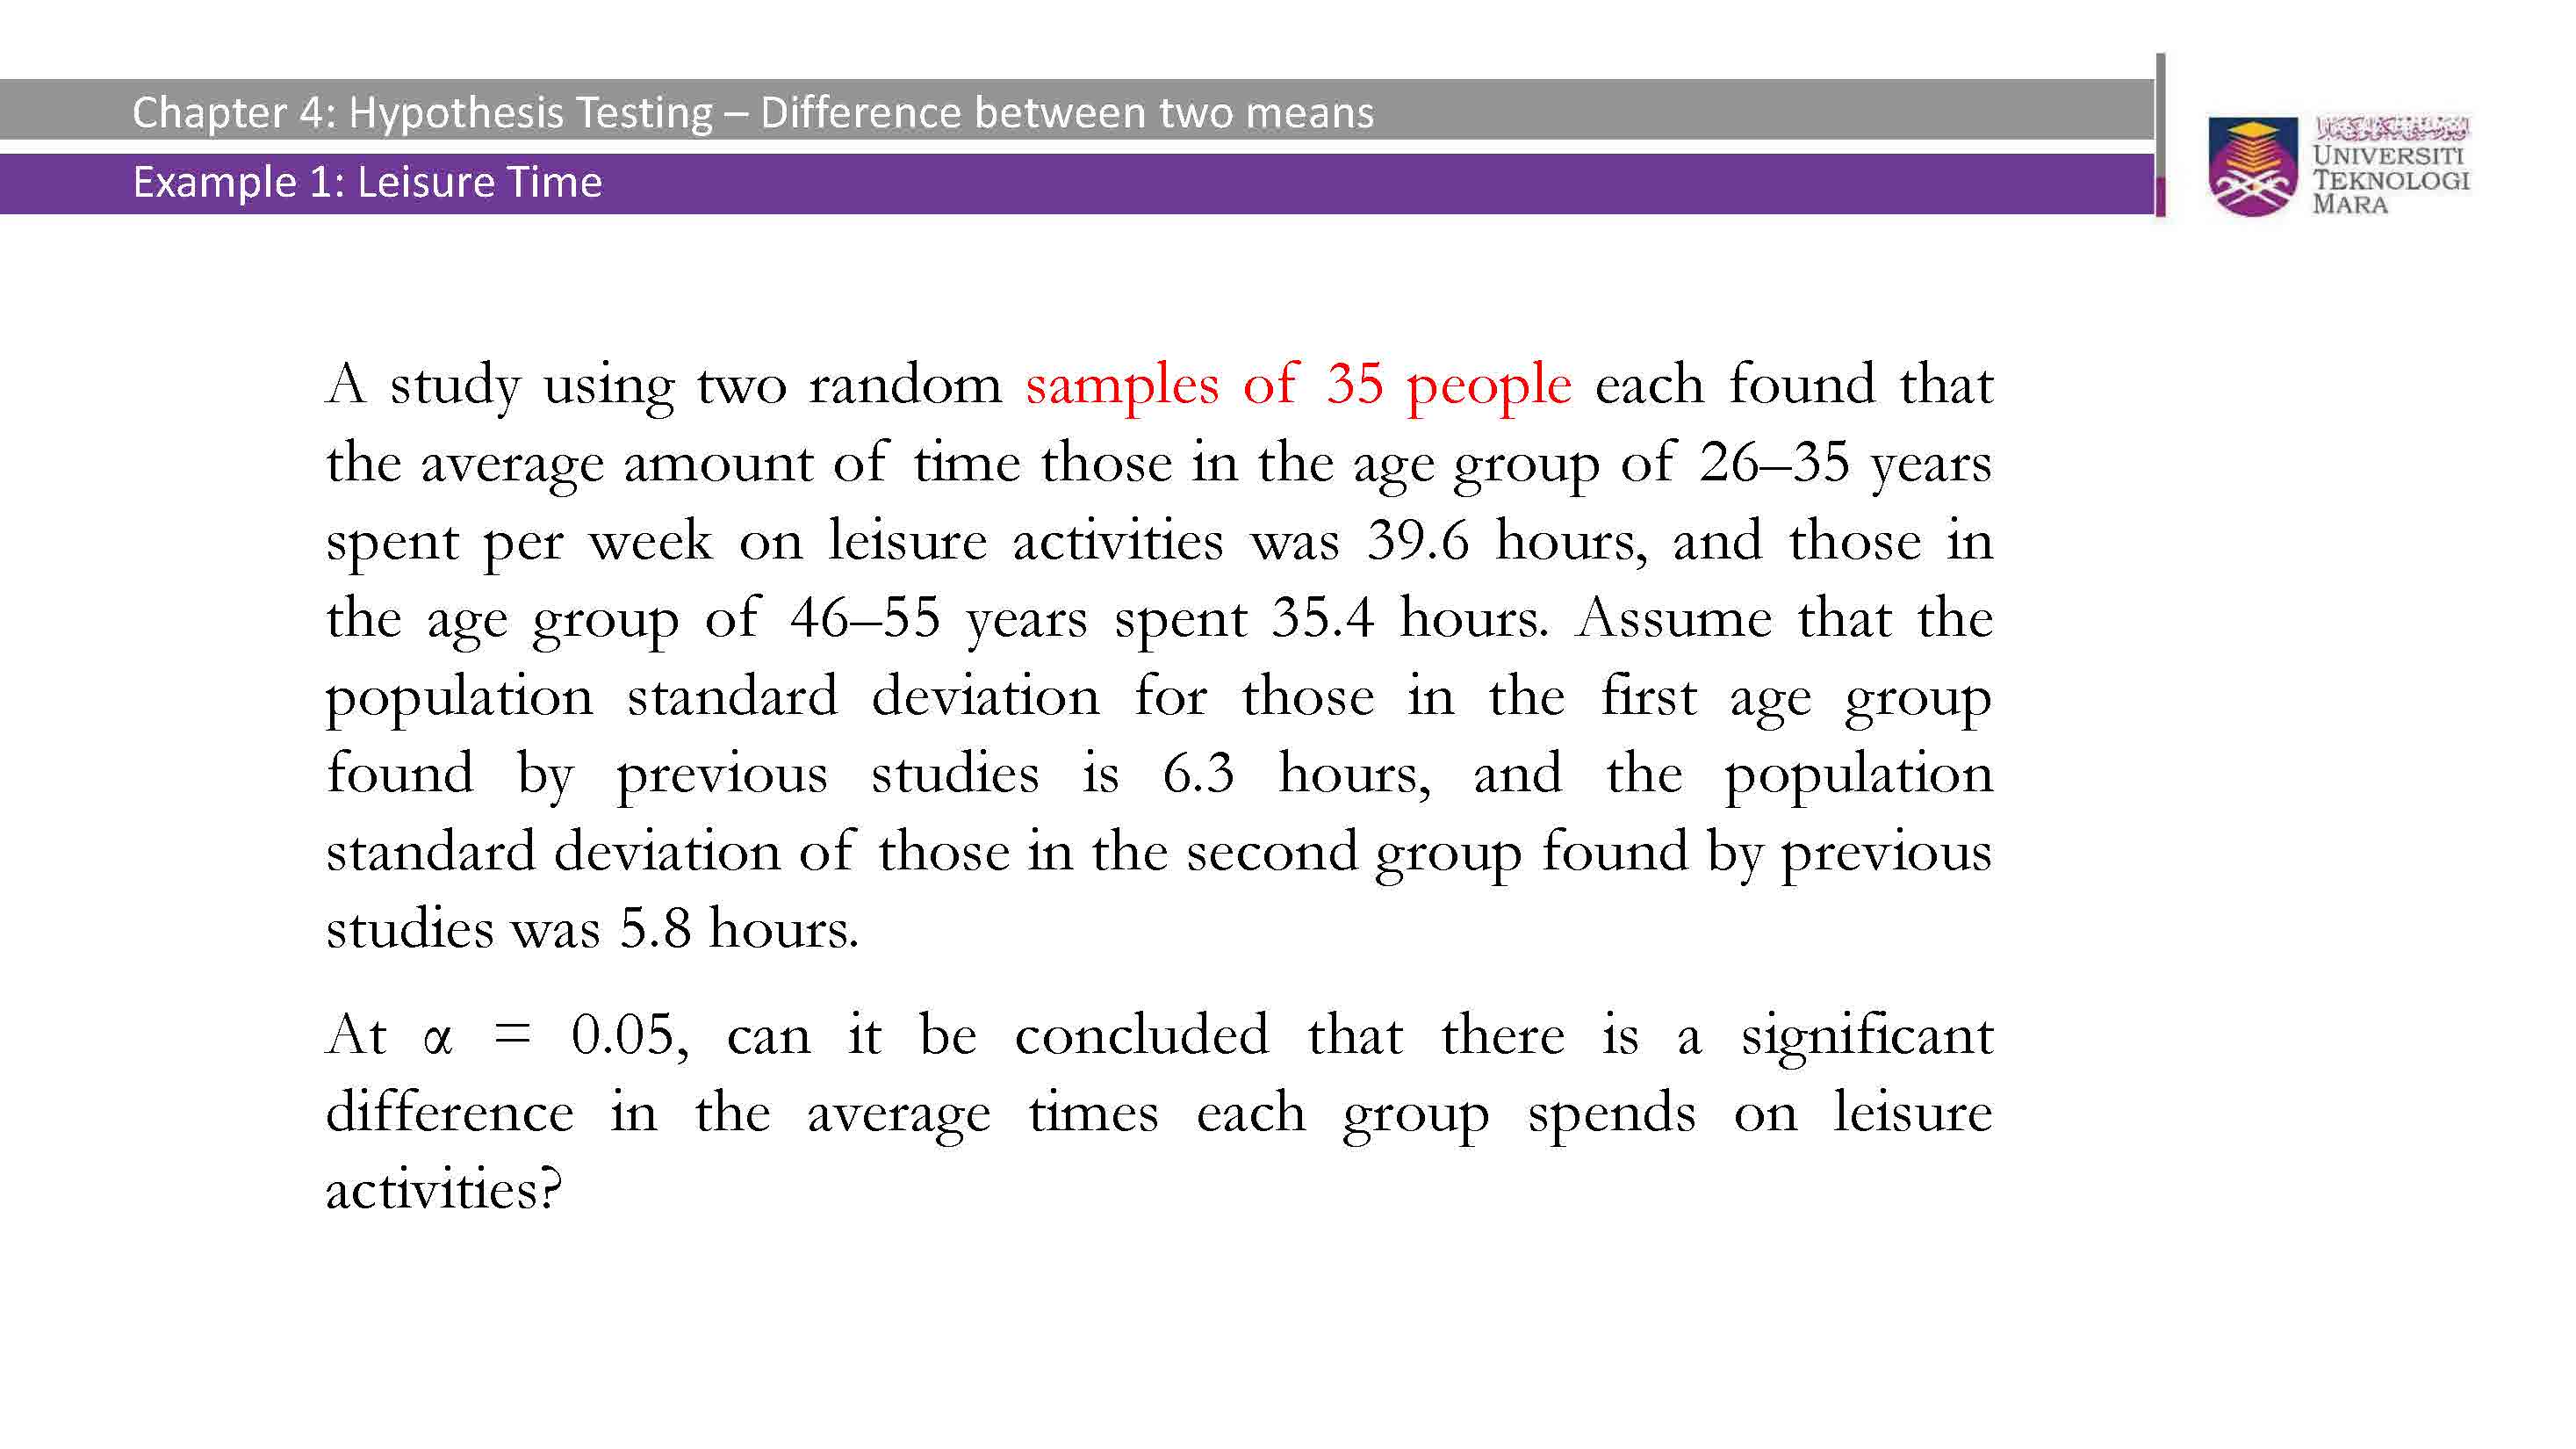 Chapter 4: Hypothesis Testing – Difference between two means
Example 1: Leisure Time
UNIVERSITI
TEKNOLOGI
MARA
A study using two random samples of 35 people each found that
the average amount of time those in the age group of 26–35 years
spent per week on leisure activities was 39.6 hours, and those in
the age group of 46–55 years spent 35.4 hours. Assume that the
population standard deviation for those in the first age group
found by previous studies is 6.3 hours, and the population
standard deviation of those in the second group found by previous
studies was 5.8 hours.
At α = 0.05, can it be concluded that there is a significant
difference in the average times each group spends on leisure
activities?